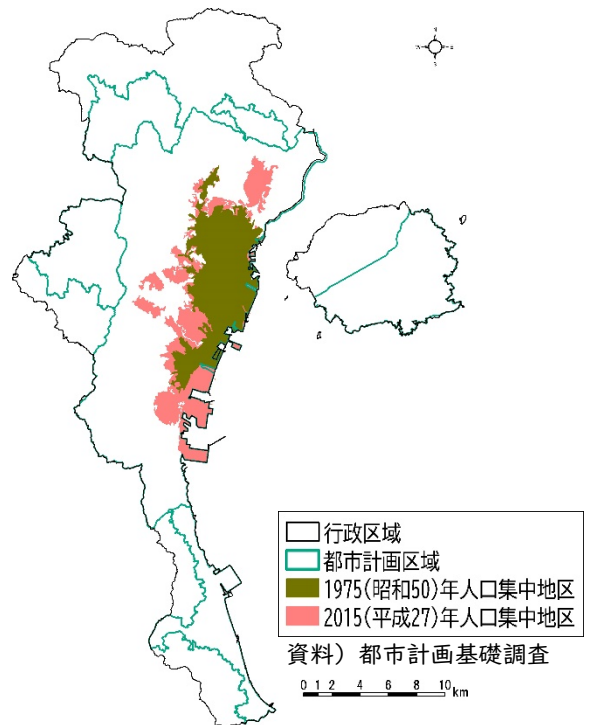 行政区域
都市計画区域
1975(昭和50)年人口集中地区
2015(平成27)年人口集中地区
資料）都市計画基礎調査
0 1 2 4 6 8 10 km